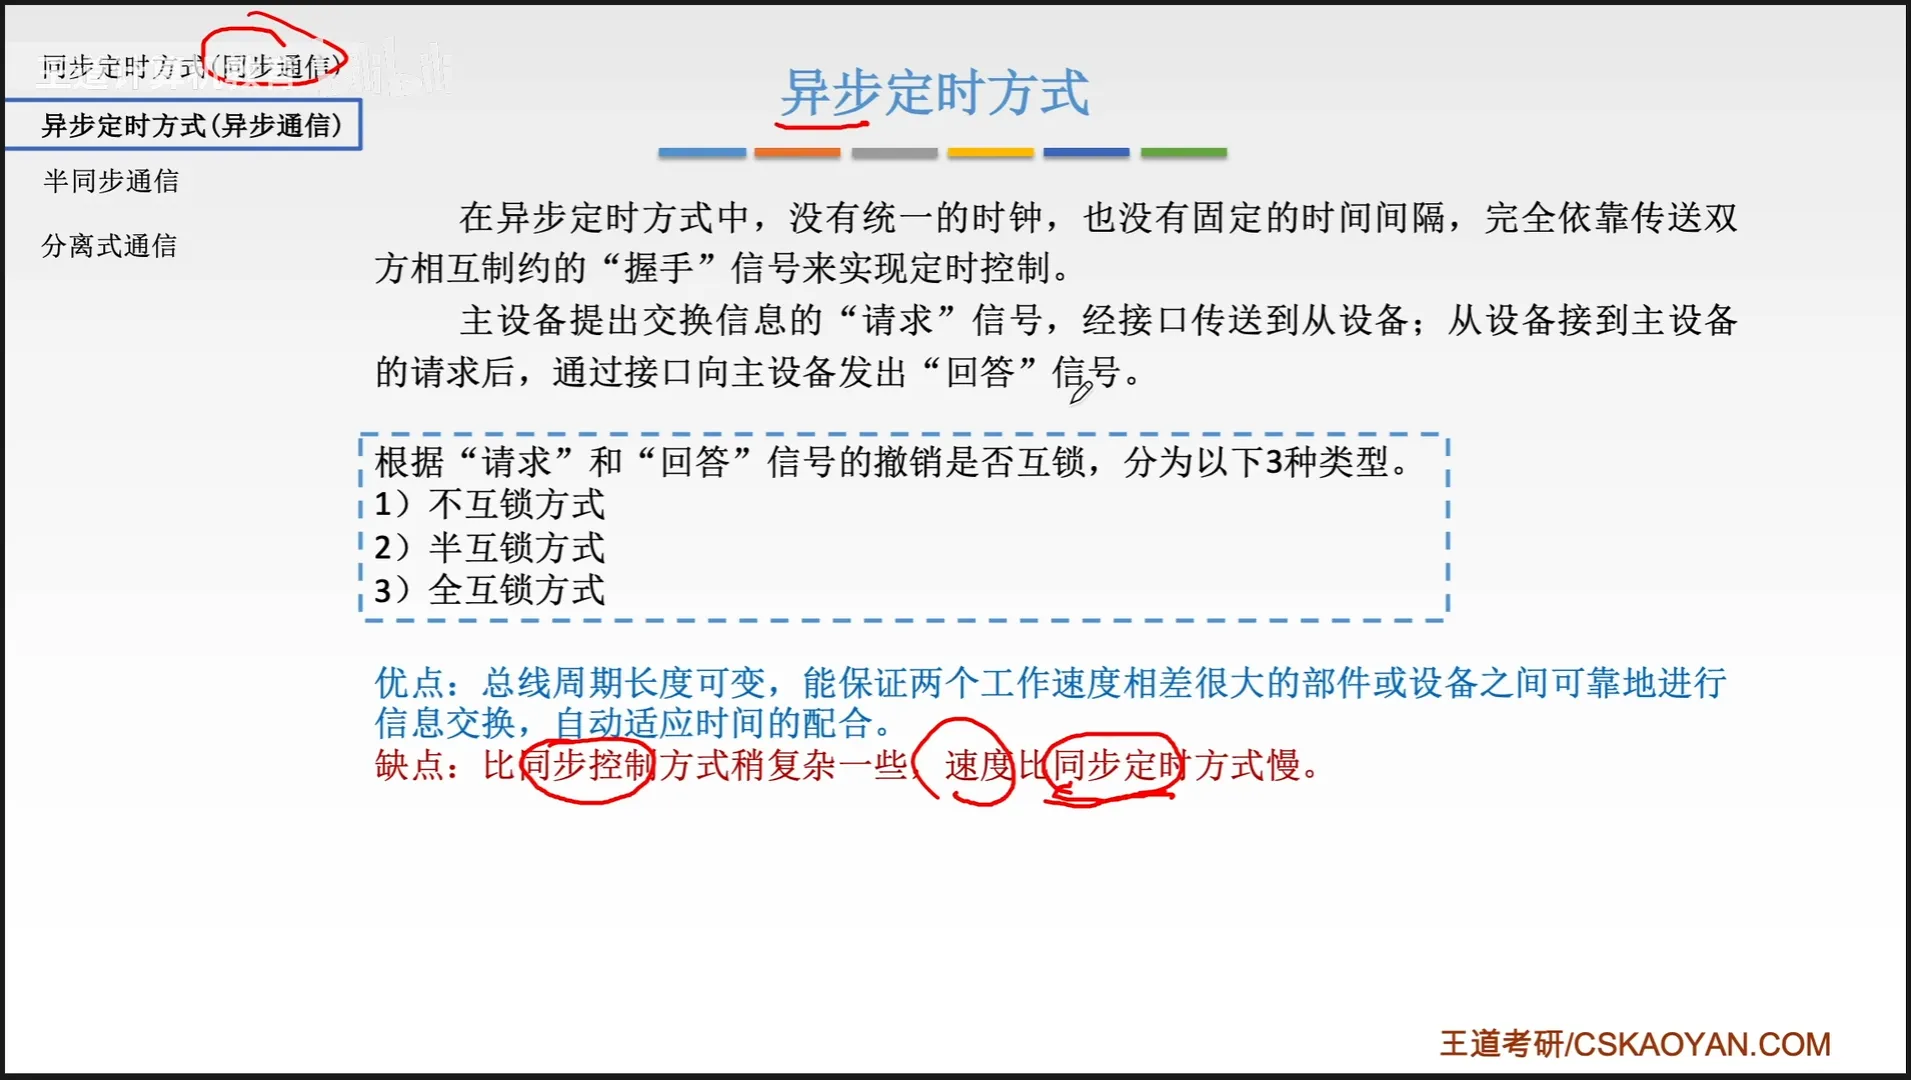 同步定时方式(同步通信)
异步定时方式(异步通信)
半同步通信
分离式通信
异步定时方式
在异步定时方式中，没有统一的时钟，也没有固定的时间间隔，完全依靠传送双
方相互制约的“握手”信号来实现定时控制。
主设备提出交换信息的“请求”信号，经接口传送到从设备；从设备接到主设备
的请求后，通过接口向主设备发出“回答”信号。
根据“请求”和“回答”信号的撤销是否互锁，分为以下3种类型。
1）不互锁方式
2）半互锁方式
3）全互锁方式
优点：总线周期长度可变，能保证两个工作速度相差很大的部件或设备之间可靠地进行
信息交换，自动适应时间的配合。
缺点：比同步控制方式稍复杂一些，速度比同步定时方式慢。
王道考研/CSKAOYAN.COM